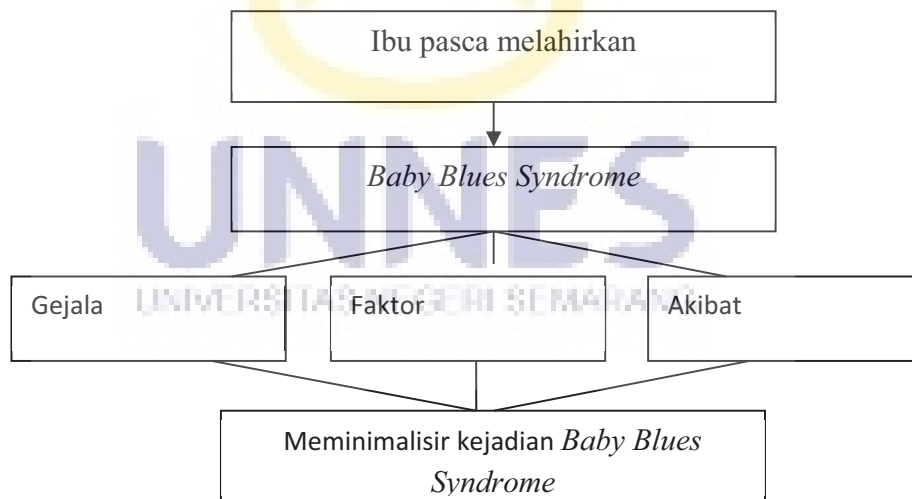 Ibu pasca melahirkan
Baby Blues Syndrome
UNNES
Gejala
Faktor
Akibat
UNIVERSITAS NEGERI SEMARANG
Meminimalisir kejadian Baby Blues
Syndrome